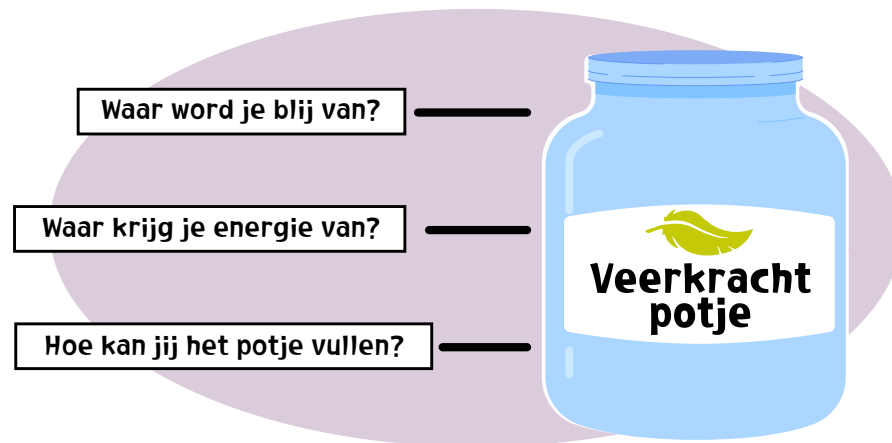 Waar word je blij van?
Waar krijg je energie van?
Veerkracht
potje
Hoe kan jij het potje vullen?